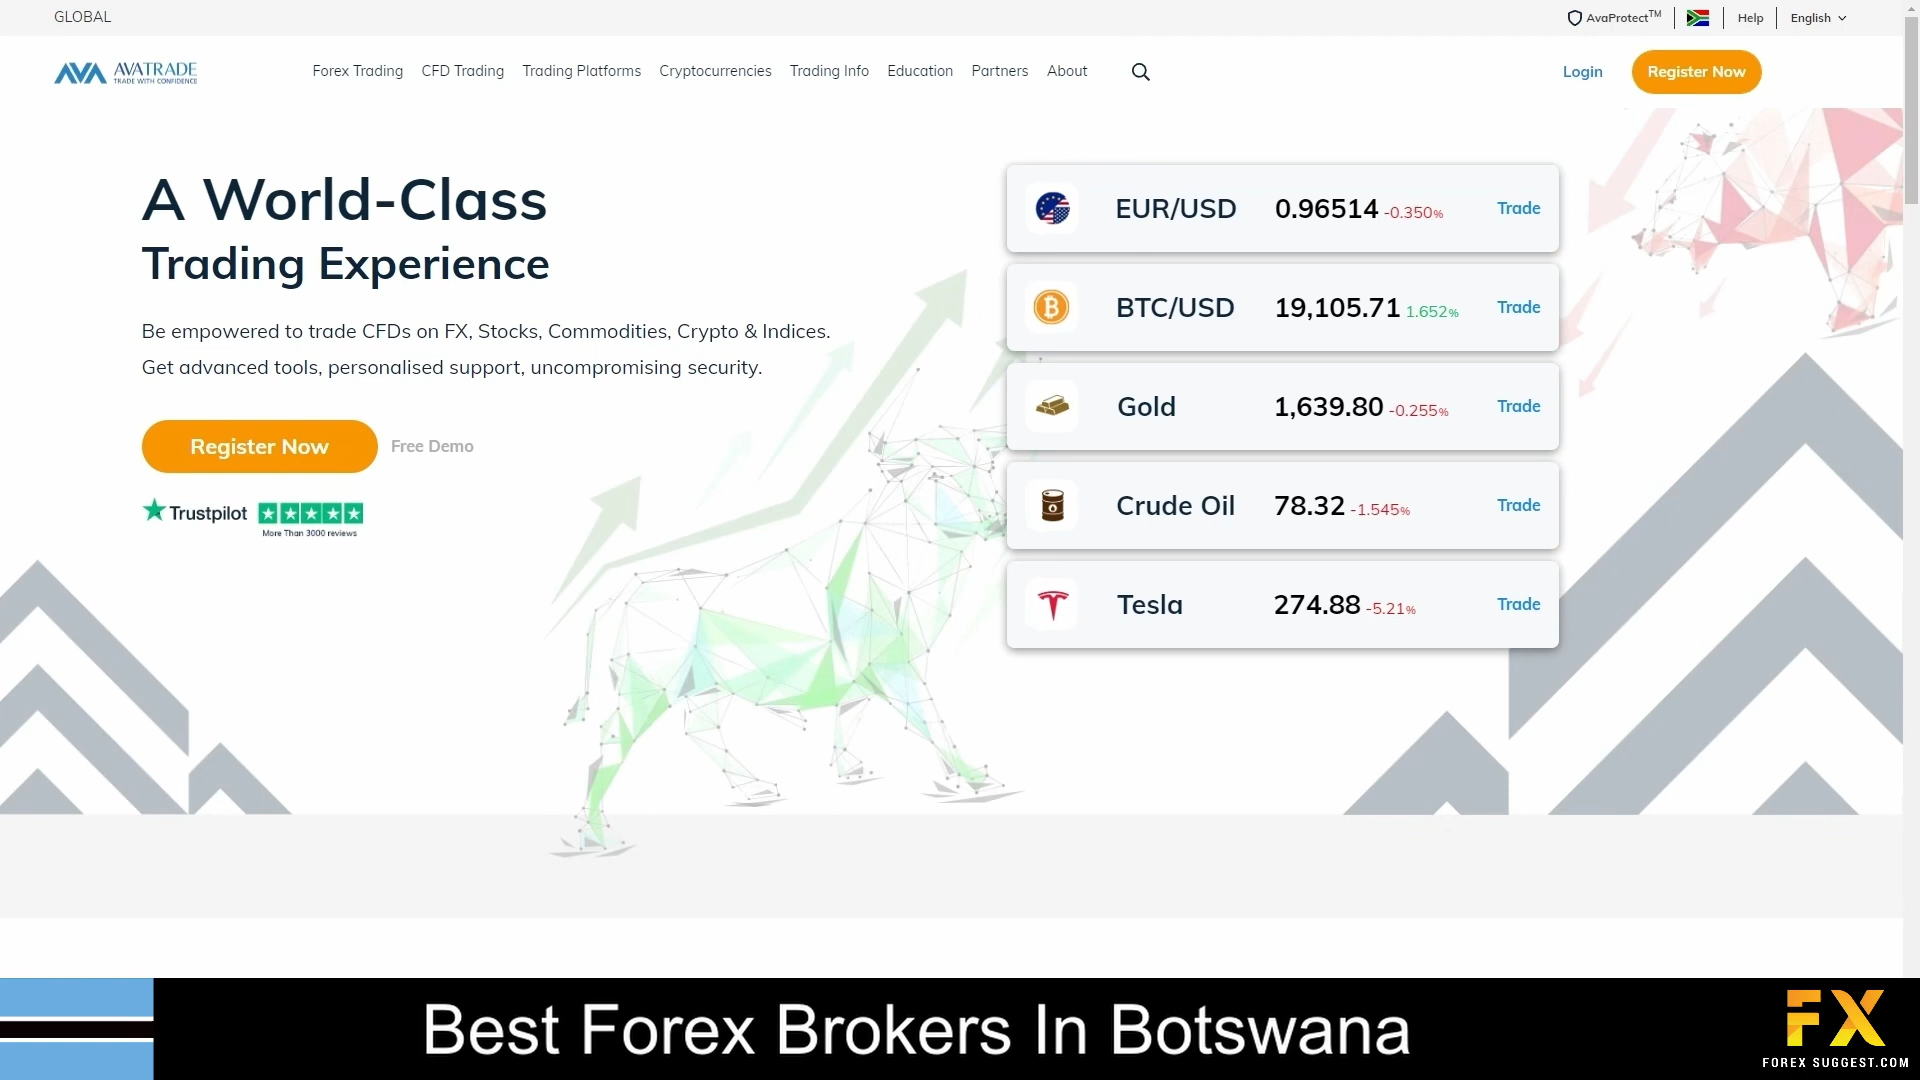 GLOBAL
AvaProtect™
Help
English
AVATRADE
TRADE WITH CONFIDENCE
Forex Trading
CFD Trading
Trading Platforms
Cryptocurrencies
Trading Info
Education
Partners
About
Login
Register Now
A World-Class
Trading Experience
Be empowered to trade CFDs on FX, Stocks, Commodities, Crypto & Indices.
Get advanced tools, personalised support, uncompromising security.
Register Now
Free Demo
Trustpilot
More Than 3000 reviews
EUR/USD 0.96514 -0.350% Trade
BTC/USD 19,105.71 1.652% Trade
Gold 1,639.80 -0.255% Trade
Crude Oil 78.32 -1.545% Trade
Tesla 274.88 -5.21% Trade
Best Forex Brokers In Botswana
FX
FOREX SUGGEST.COM